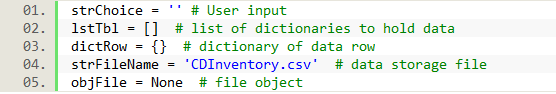 01. strChoice = '' # User input
02. lstTbl = []  # list of dictionaries to hold data
03. dictRow = {}  # dictionary of data row
04. strFileName = 'CDInventory.csv'  # data storage file
05. objFile = None  # file object